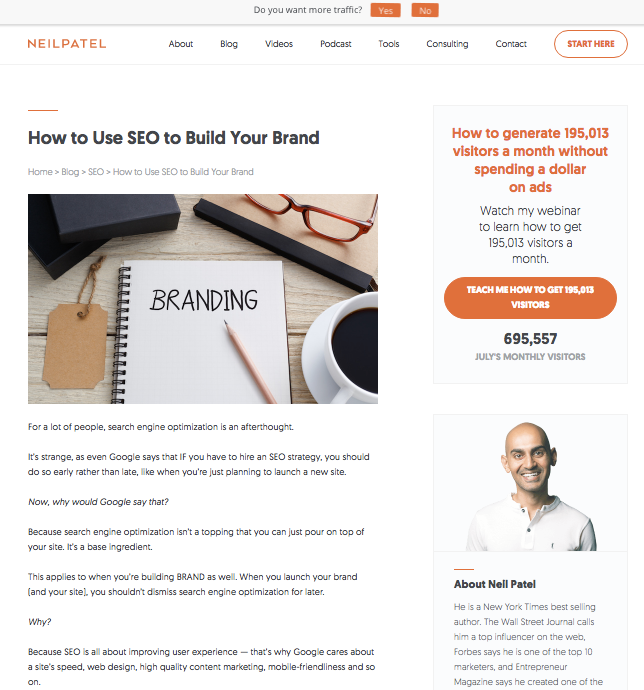 Do you want more traffic? Yes No
NEILPATEL About Blog Videos Podcast Tools Consulting Contact START HERE
How to Use SEO to Build Your Brand
Home > Blog > SEO > How to Use SEO to Build Your Brand
BRANDING
For a lot of people, search engine optimization is an afterthought.
It's strange, as even Google says that IF you have to hire an SEO strategy, you should
do so early rather than late, like when you're just planning to launch a new site.
Now, why would Google say that?
Because search engine optimization isn't a topping that you can just pour on top of
your site. It's a base ingredient.
This applies to when you're building BRAND as well. When you launch your brand
(and your site), you shouldn't dismiss search engine optimization for later.
Why?
Because SEO is all about improving user experience — that's why Google cares about
a site's speed, web design, high quality content marketing, mobile-friendliness and so
on.
How to generate 195,013
visitors a month without
spending a dollar
on ads
Watch my webinar
to learn how to get
195,013 visitors a
month.
TEACH ME HOW TO GET 195,013
VISITORS
695,557
JULY'S MONTHLY VISITORS
About Neil Patel
He is a New York Times best selling
author. The Wall Street Journal calls
him a top influencer on the web,
Forbes says he is one of the top 10
marketers, and Entrepreneur
Magazine says he created one of the